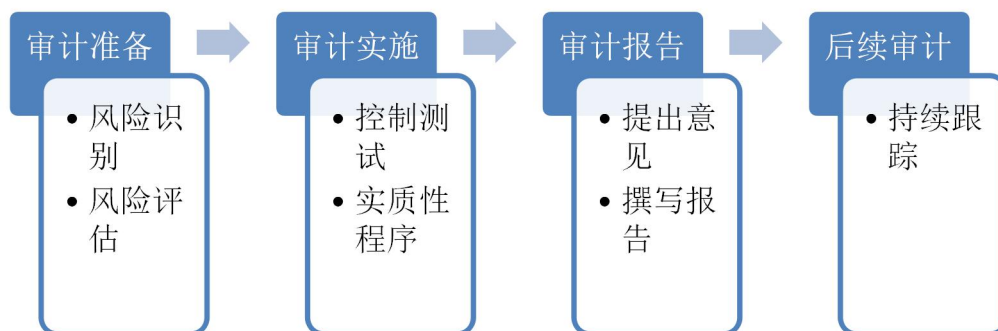 审计准备
• 风险识
别
• 风险评
估
审计实施
• 控制测
试
• 实质性
程序
审计报告
• 提出意
见
• 撰写报
告
后续审计
• 持续跟
踪